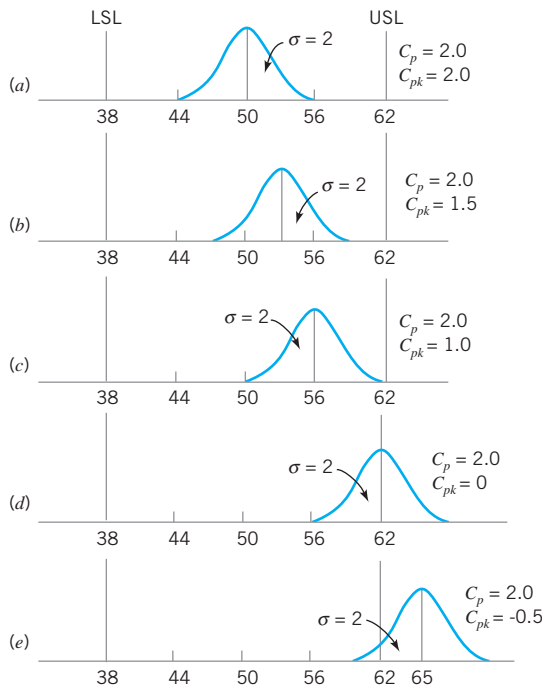 LSL USL
σ = 2
Cp = 2.0
Cpk = 2.0
(a)
38 44 50 56 62
σ = 2
Cp = 2.0
Cpk = 1.5
(b)
38 44 50 56 62
σ = 2
Cp = 2.0
Cpk = 1.0
(c)
38 44 50 56 62
Cp = 2.0
σ = 2
Cpk = 0
(d)
38 44 50 56 62
Cp = 2.0
Cpk = -0.5
σ = 2
(e)
38 44 50 56 62 65